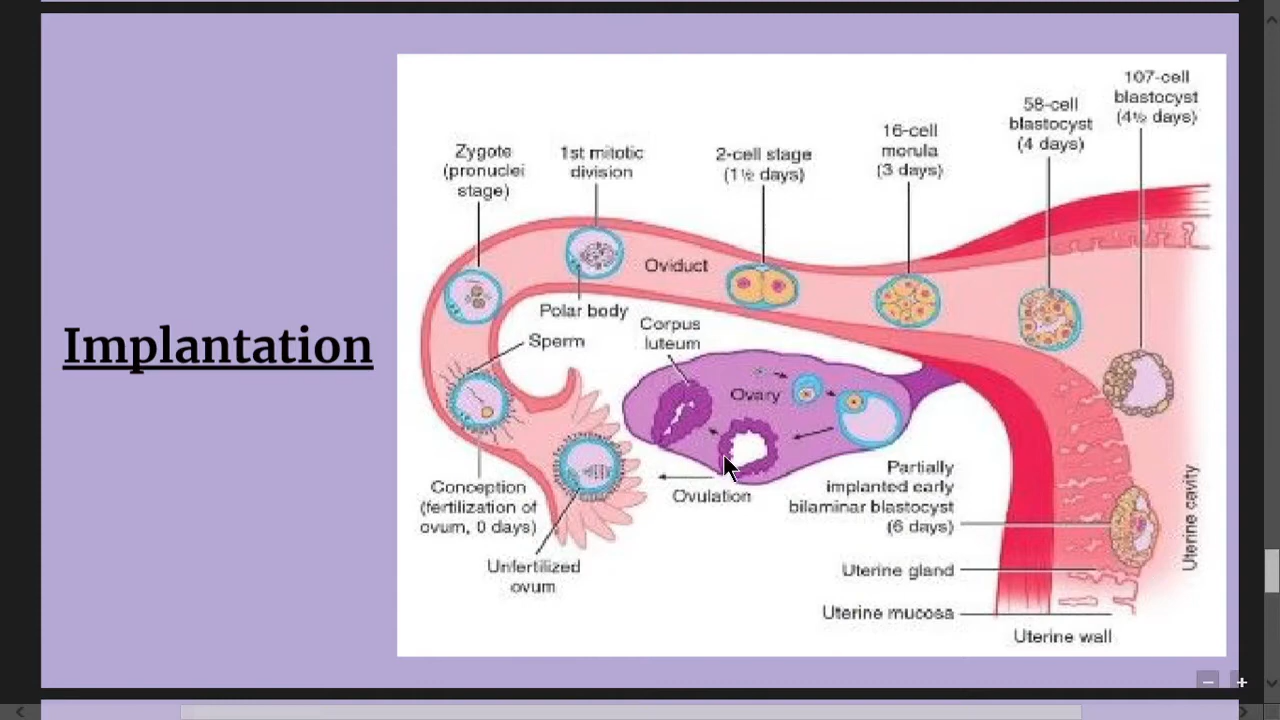 Implantation
107-cell
blastocyst
(4½ days)
58-cell
blastocyst
(4 days)
16-cell
morula
(3 days)
2-cell stage
(1½ days)
1st mitotic
division
Zygote
(pronuclei
stage)
Oviduct
Polar body
Corpus
luteum
Sperm
Ovary
Conception
(fertilization of
ovum, 0 days)
Ovulation
Unfertilized
ovum
Partially
implanted early
bilaminar blastocyst
(6 days)
Uterine cavity
Uterine gland
Uterine mucosa
Uterine wall